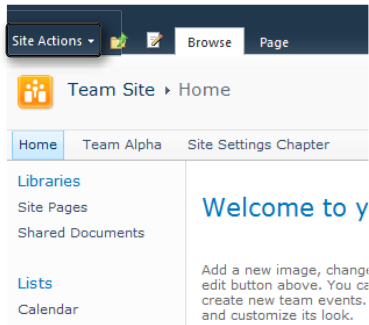 Site Actions Browse Page
Team Site Home
Home Team Alpha Site Settings Chapter
Libraries
Site Pages
Shared Documents
Welcome to y
Lists
Calendar
Add a new image, change
edit button above. You ca
create new team events.
and customize its look.